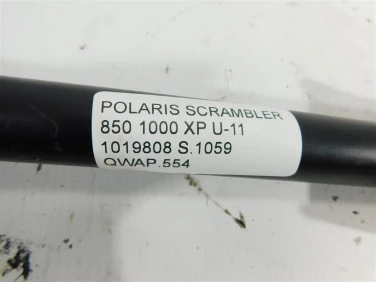 POLARIS SCRAMBLER
850 1000 XP U-11
1019808 S.1059
QWAP.554